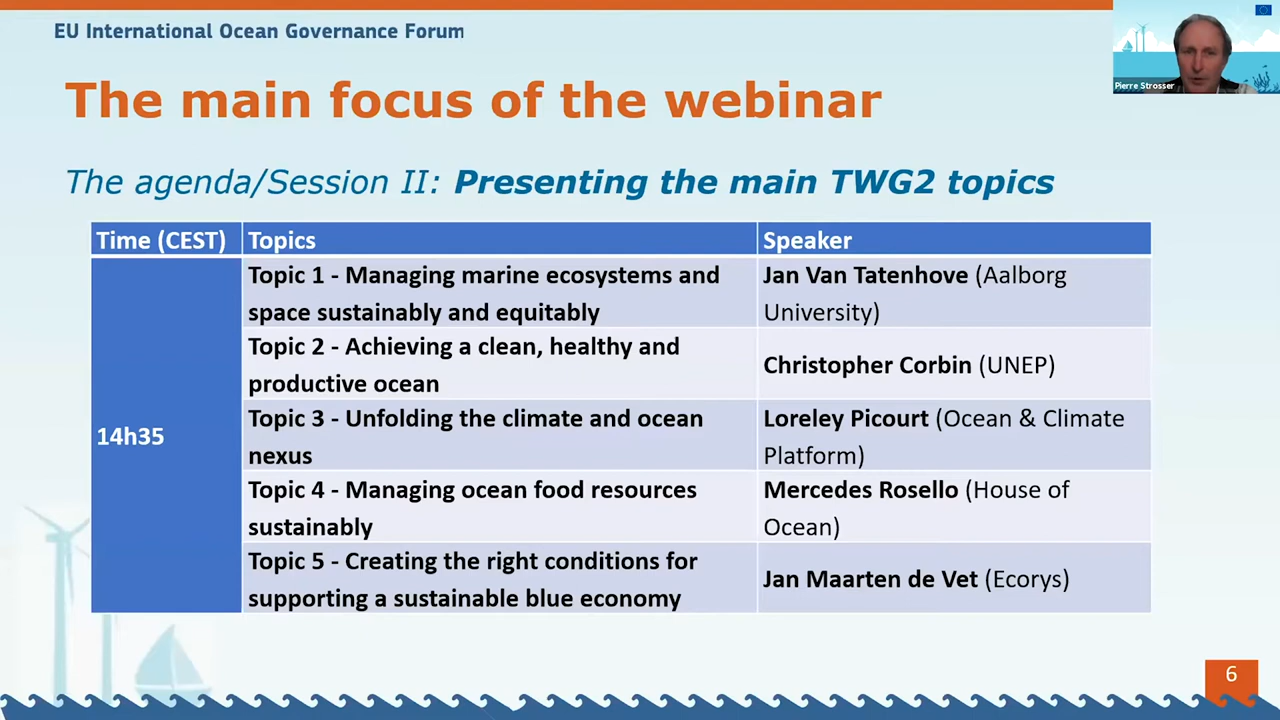 EU International Ocean Governance Forum
Pierre Strosser
The main focus of the webinar
The agenda/Session II: Presenting the main TWG2 topics
Time (CEST) Topics Speaker
Topic 1 - Managing marine ecosystems and
space sustainably and equitably
Jan Van Tatenhove (Aalborg
University)
Topic 2 - Achieving a clean, healthy and
productive ocean
Christopher Corbin (UNEP)
14h35
Topic 3 - Unfolding the climate and ocean
nexus
Loreley Picourt (Ocean & Climate
Platform)
Topic 4 - Managing ocean food resources
sustainably
Mercedes Rosello (House of
Ocean)
Topic 5 - Creating the right conditions for
supporting a sustainable blue economy
Jan Maarten de Vet (Ecorys)
6